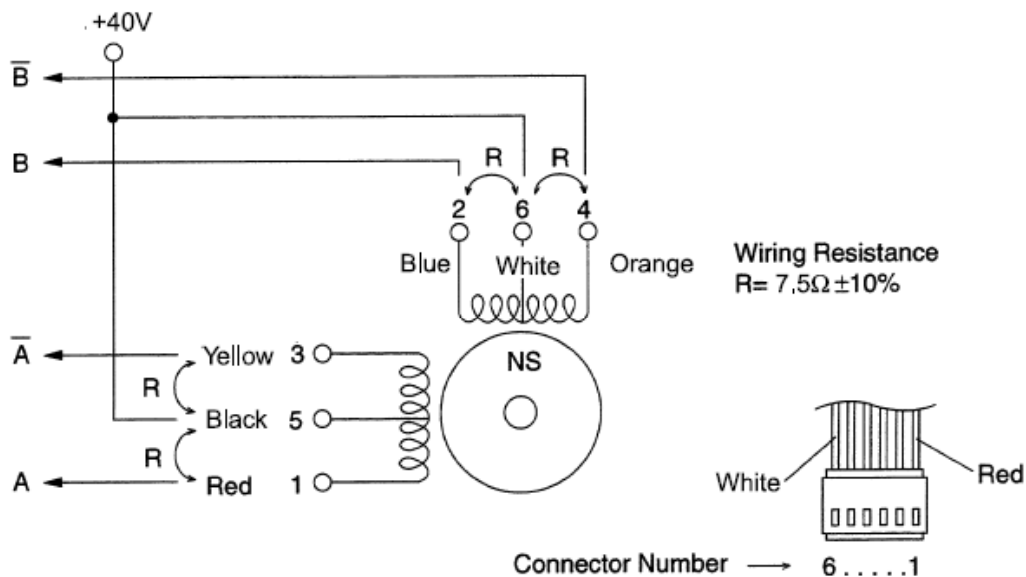 +40V
B̅
B
R R
2 6 4
Blue White Orange
Wiring Resistance
R= 7.5Ω ±10%
NS
A̅
Yellow 3
R
Black 5
R
A
Red 1
White
Red
Connector Number → 6.....1